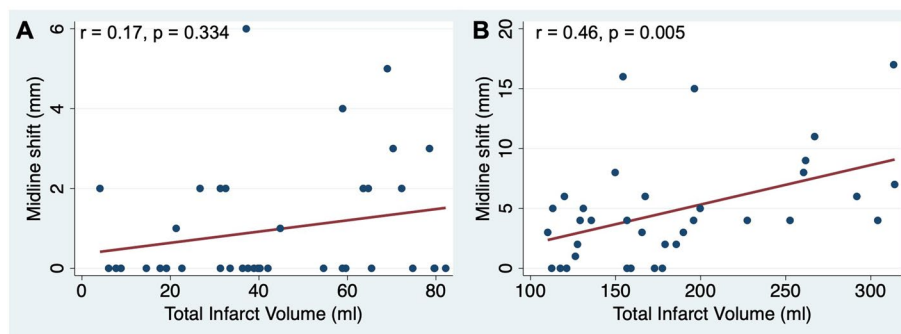 A
r = 0.17, p = 0.334
6
4
2
0
Midline shift (mm)
0 20 40 60 80
Total Infarct Volume (ml)
B
r = 0.46, p = 0.005
20
15
10
5
0
Midline shift (mm)
100 150 200 250 300
Total Infarct Volume (ml)